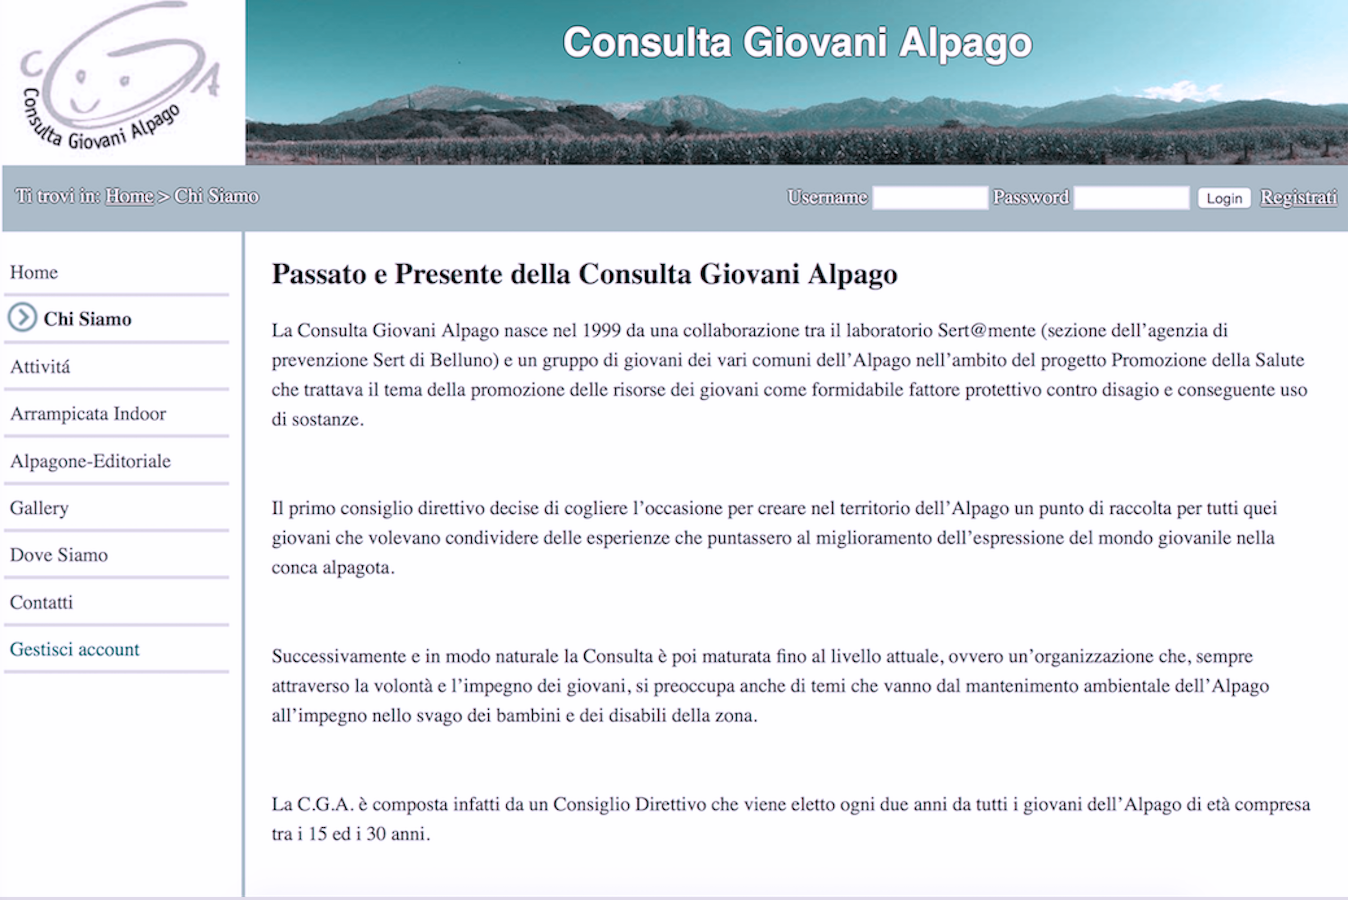 C G A
Consulta Giovani Alpago
Consulta Giovani Alpago
Ti trovi in: Home > Chi Siamo
Username Password Login Registrati
Home
Chi Siamo
Attivitá
Arrampicata Indoor
Alpagone-Editoriale
Gallery
Dove Siamo
Contatti
Gestisci account
Passato e Presente della Consulta Giovani Alpago
La Consulta Giovani Alpago nasce nel 1999 da una collaborazione tra il laboratorio Sert@mente (sezione dell’agenzia di
prevenzione Sert di Belluno) e un gruppo di giovani dei vari comuni dell’Alpago nell’ambito del progetto Promozione della Salute
che trattava il tema della promozione delle risorse dei giovani come formidabile fattore protettivo contro disagio e conseguente uso
di sostanze.
Il primo consiglio direttivo decise di cogliere l’occasione per creare nel territorio dell’Alpago un punto di raccolta per tutti quei
giovani che volevano condividere delle esperienze che puntassero al miglioramento dell’espressione del mondo giovanile nella
conca alpagota.
Successivamente e in modo naturale la Consulta è poi maturata fino al livello attuale, ovvero un’organizzazione che, sempre
attraverso la volontà e l’impegno dei giovani, si preoccupa anche di temi che vanno dal mantenimento ambientale dell’Alpago
all’impegno nello svago dei bambini e dei disabili della zona.
La C.G.A. è composta infatti da un Consiglio Direttivo che viene eletto ogni due anni da tutti i giovani dell’Alpago di età compresa
tra i 15 ed i 30 anni.